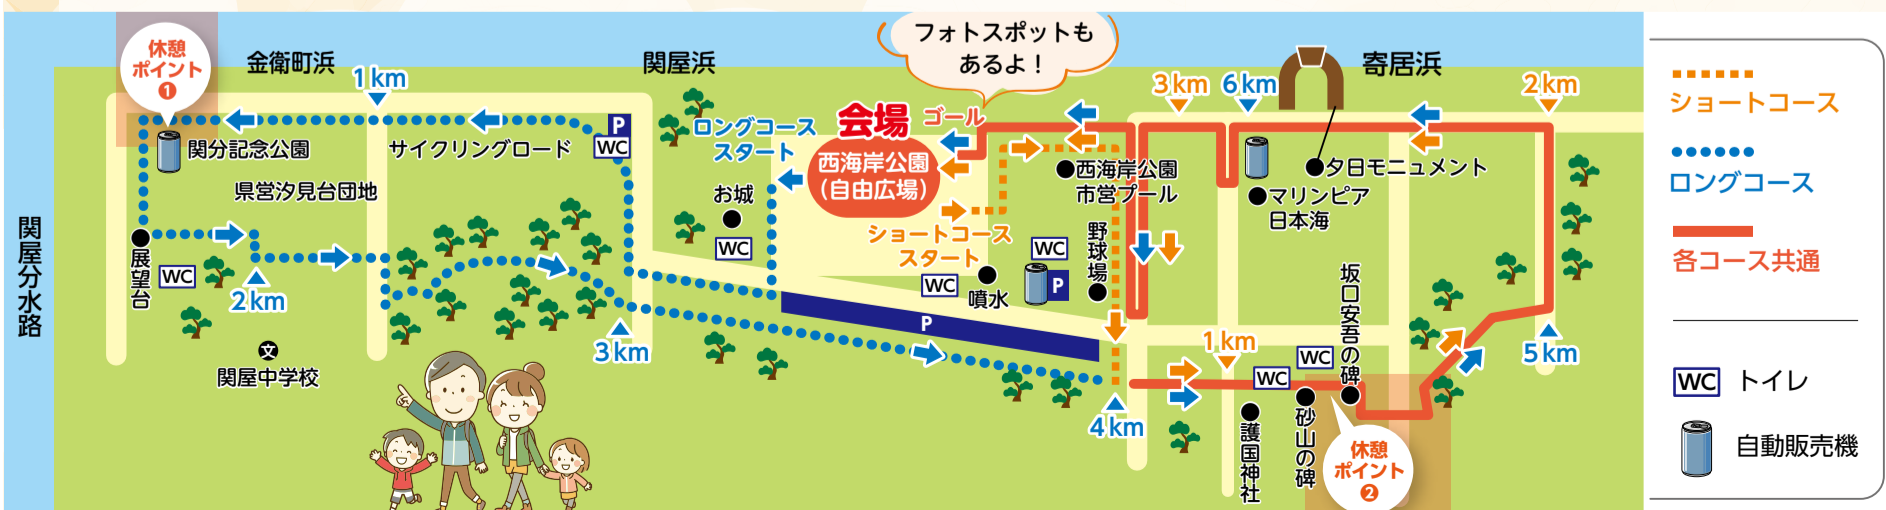 休憩
ポイント
❶
金衛町浜
1km
関屋浜
フォトスポットも
あるよ！
3km
6km
寄居浜
2km
ショートコース
ロングコース
各コース共通
WC
トイレ
自動販売機
P
WC
関分記念公園
サイクリングロード
県営汐見台団地
ロングコース
スタート
会場
ゴール
西海岸公園
(自由広場)
お城
WC
ショートコース
スタート
西海岸公園
市営プール
夕日モニュメント
マリンピア
日本海
関屋分水路
展望台
WC
2km
文
関屋中学校
3km
WC
噴水
WC
P
野球場
P
4km
1km
WC
WC
坂口安吾の碑
5km
護国神社
砂山の碑
休憩
ポイント
❷